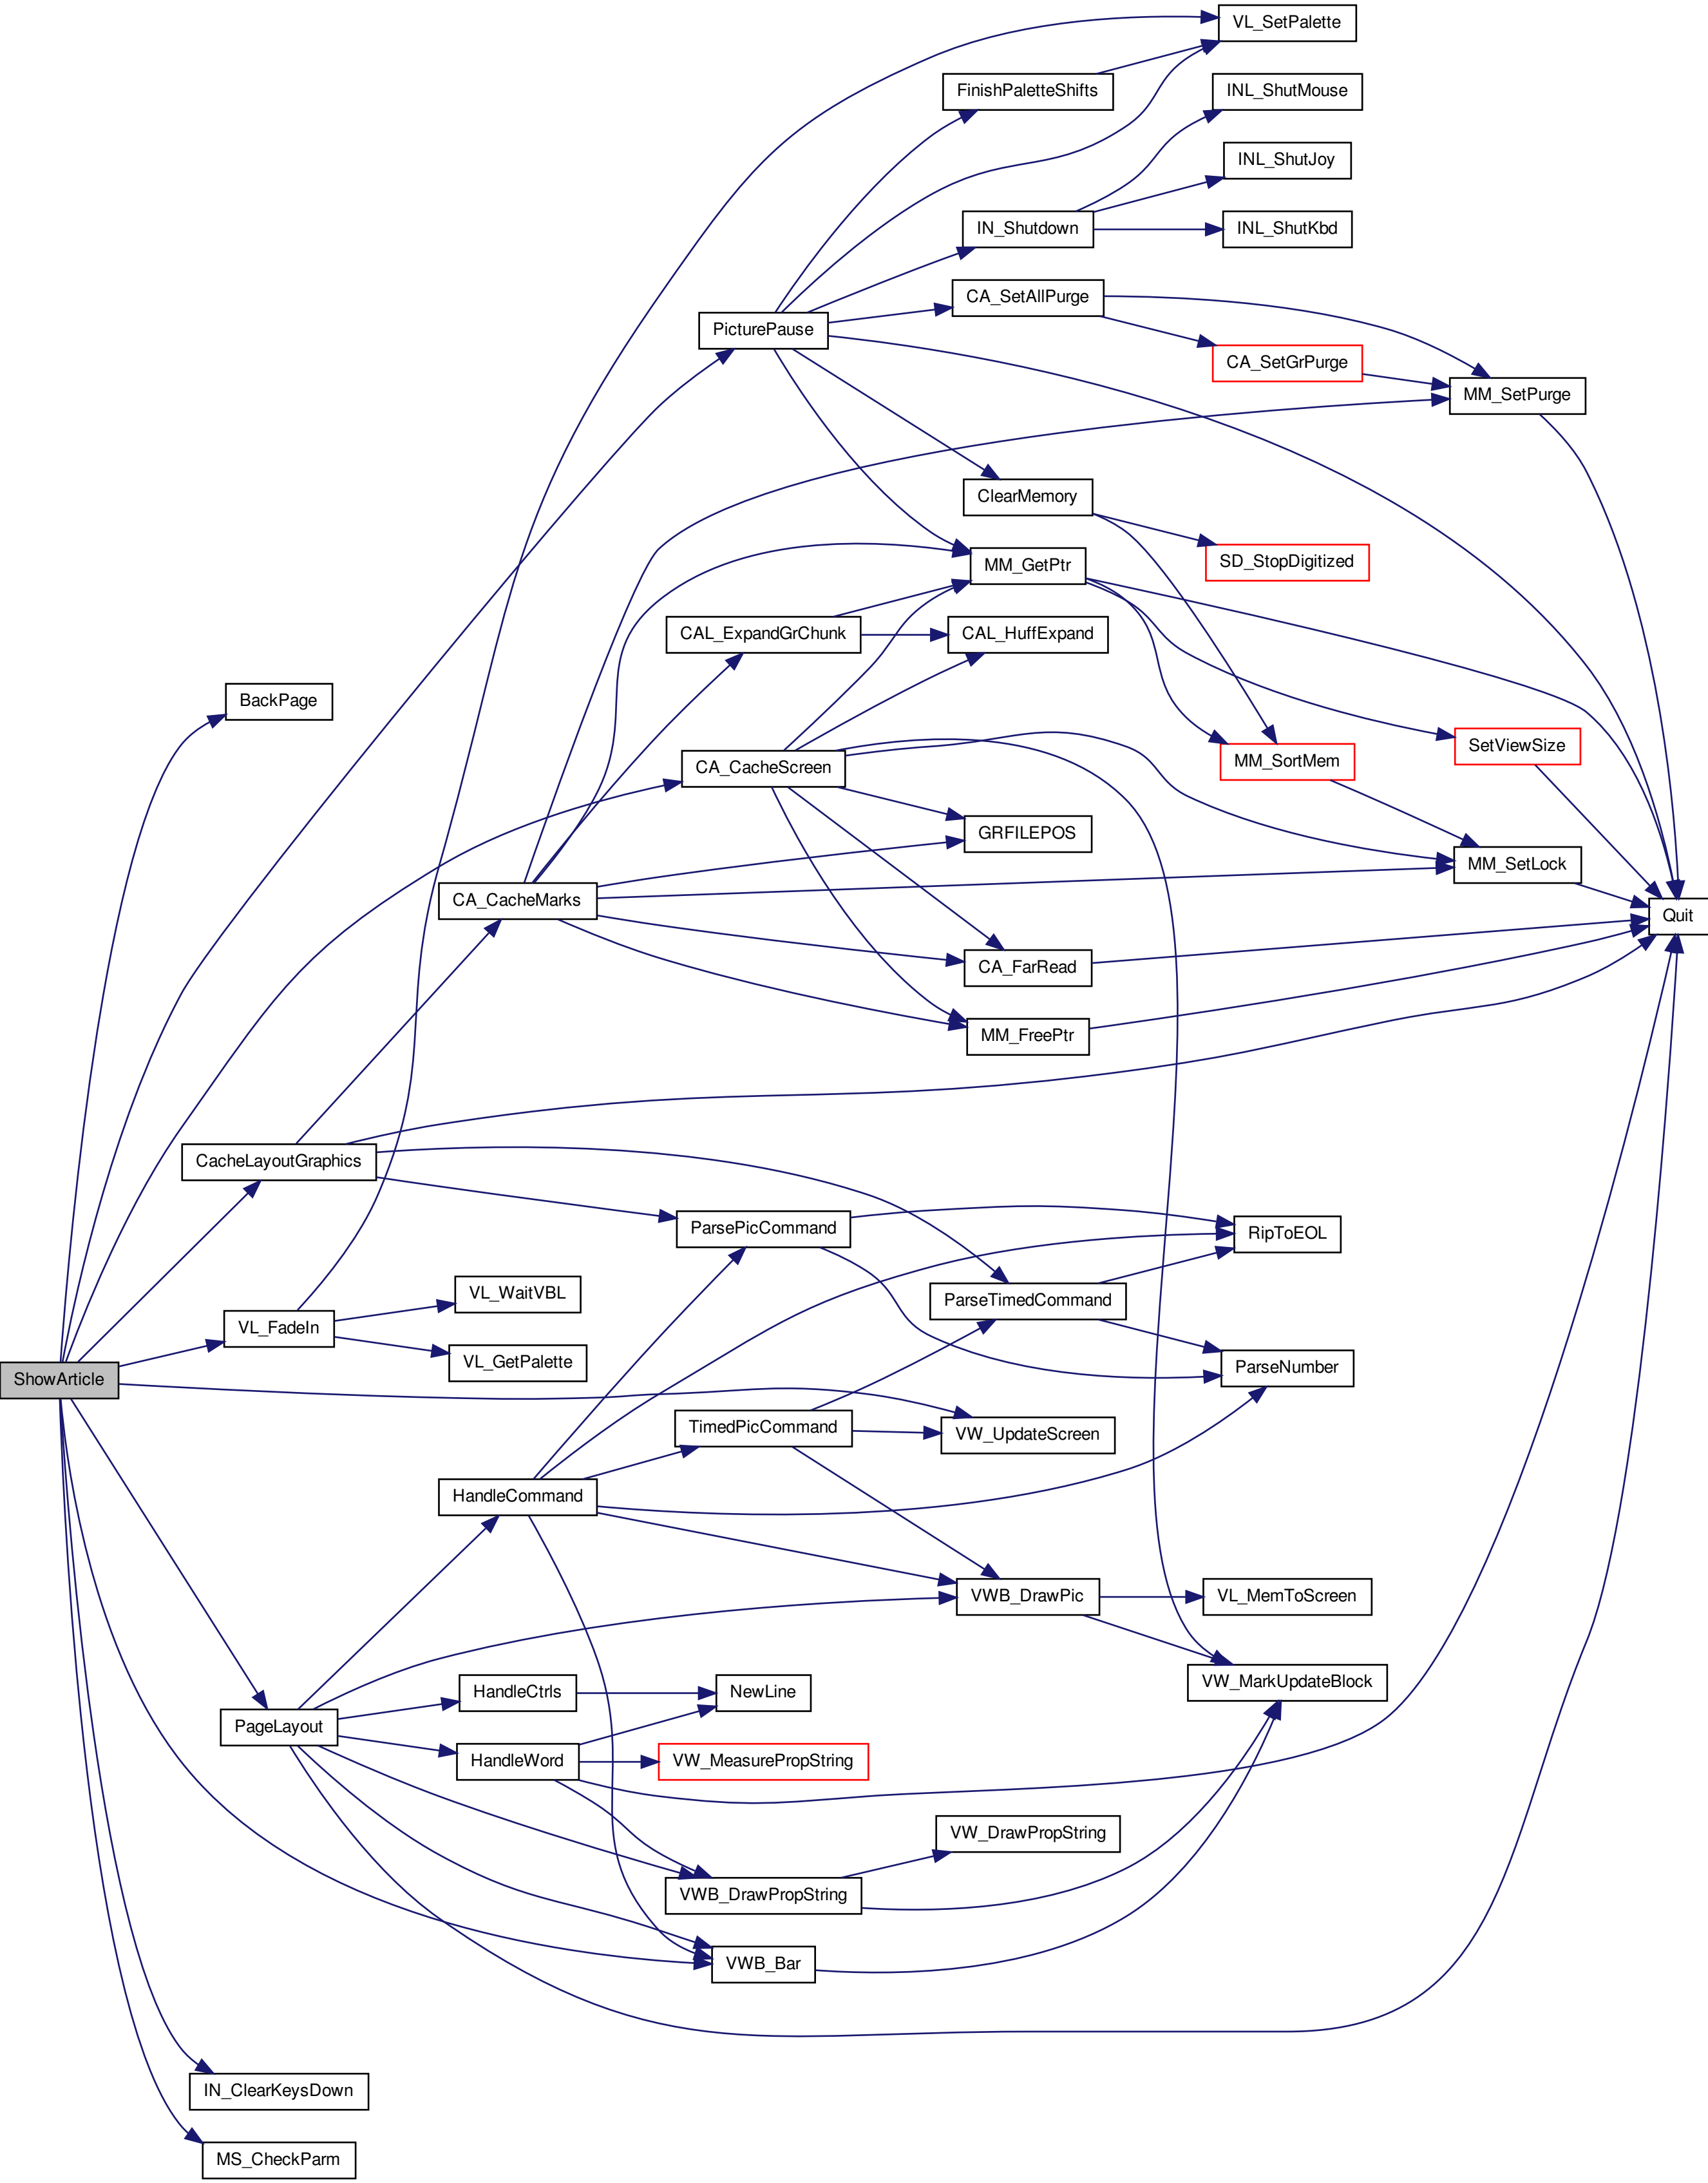 VL_SetPalette
FinishPaletteShifts
INL_ShutMouse
INL_ShutJoy
IN_Shutdown
INL_ShutKbd
CA_SetAllPurge
PicturePause
CA_SetGrPurge
MM_SetPurge
ClearMemory
SD_StopDigitized
MM_GetPtr
CAL_ExpandGrChunk
CAL_HuffExpand
BackPage
SetViewSize
MM_SortMem
CA_CacheScreen
GRFILEPOS
MM_SetLock
CA_CacheMarks
Quit
CA_FarRead
MM_FreePtr
CacheLayoutGraphics
ParsePicCommand
RipToEOL
VL_WaitVBL
ParseTimedCommand
VL_FadeIn
VL_GetPalette
ParseNumber
ShowArticle
TimedPicCommand
VW_UpdateScreen
HandleCommand
VWB_DrawPic
VL_MemToScreen
VW_MarkUpdateBlock
HandleCtrls
NewLine
PageLayout
HandleWord
VW_MeasurePropString
VW_DrawPropString
VWB_DrawPropString
VWB_Bar
IN_ClearKeysDown
MS_CheckParm